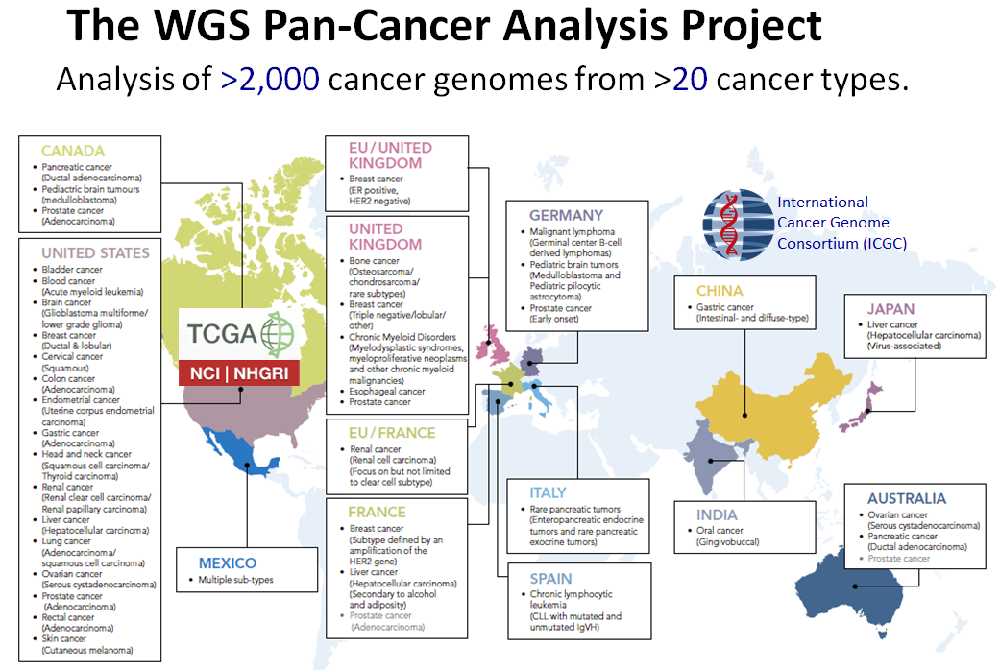 The WGS Pan-Cancer Analysis Project
Analysis of >2,000 cancer genomes from >20 cancer types.
CANADA
• Pancreatic cancer
(Ductal adenocarcinoma)
• Pediactric brain tumours
(medulloblastoma)
• Prostate cancer
(Adenocarcinoma)
UNITED STATES
• Bladder cancer
• Blood cancer
(Acute myeloid leukemia)
• Brain cancer
(Glioblastoma multiforme/
lower grade glioma)
• Breast cancer
(Ductal & lobular)
• Cervical cancer
(Squamous)
• Colon cancer
(Adenocarcinoma)
• Endometrial cancer
(Uterine corpus endometrial
carcinoma)
• Gastric cancer
(Adenocarcinoma)
• Head and neck cancer
(Squamous cell carcinoma/
Thyroid carcinoma)
• Renal cancer
(Renal clear cell carcinoma/
Renal papillary carcinoma)
• Liver cancer
(Hepatocellular carcinoma)
• Lung cancer
(Adenocarcinoma/
squamous cell carcinoma)
• Ovarian cancer
(Serous cystadenocarcinoma)
• Prostate cancer
(Adenocarcinoma)
• Rectal cancer
(Adenocarcinoma)
• Skin cancer
(Cutaneous melanoma)
TCGA
NCI | NHGRI
MEXICO
• Multiple sub-types
EU / UNITED
KINGDOM
• Breast cancer
(ER positive,
HER2 negative)
UNITED
KINGDOM
• Bone cancer
(Osteosarcoma/
chondrosarcoma/
rare subtypes)
• Breast cancer
(Triple negative/lobular/
other)
• Chronic Myeloid Disorders
(Myelodysplastic syndromes,
myeloproliferative neoplasms
and other chronic myeloid
malignancies)
• Esophageal cancer
• Prostate cancer
EU / FRANCE
• Renal cancer
(Renal cell carcinoma)
(Focus on but not limited
to clear cell subtype)
FRANCE
• Breast cancer
(Subtype defined by an
amplification of the
HER2 gene)
• Liver cancer
(Hepatocellular carcinoma)
(Secondary to alcohol
and adiposity)
• Prostate cancer
(Adenocarcinoma)
GERMANY
• Malignant lymphoma
(Germinal center B-cell
derived lymphomas)
• Pediatric brain tumors
(Medulloblastoma and
Pediatric pilocytic
astrocytoma)
• Prostate cancer
(Early onset)
ITALY
• Rare pancreatic tumors
(Enteropancreatic endocrine
tumors and rare pancreatic
exocrine tumors)
SPAIN
• Chronic lymphocytic
leukemia
(CLL with mutated and
unmutated IgVH)
International
Cancer Genome
Consortium (ICGC)
CHINA
• Gastric cancer
(Intestinal- and diffuse-type)
JAPAN
• Liver cancer
(Hepatocellular carcinoma)
(Virus-associated)
INDIA
• Oral cancer
(Gingivobuccal)
AUSTRALIA
• Ovarian cancer
(Serous cystadenocarcinoma)
• Pancreatic cancer
(Ductal adenocarcinoma)
• Prostate cancer